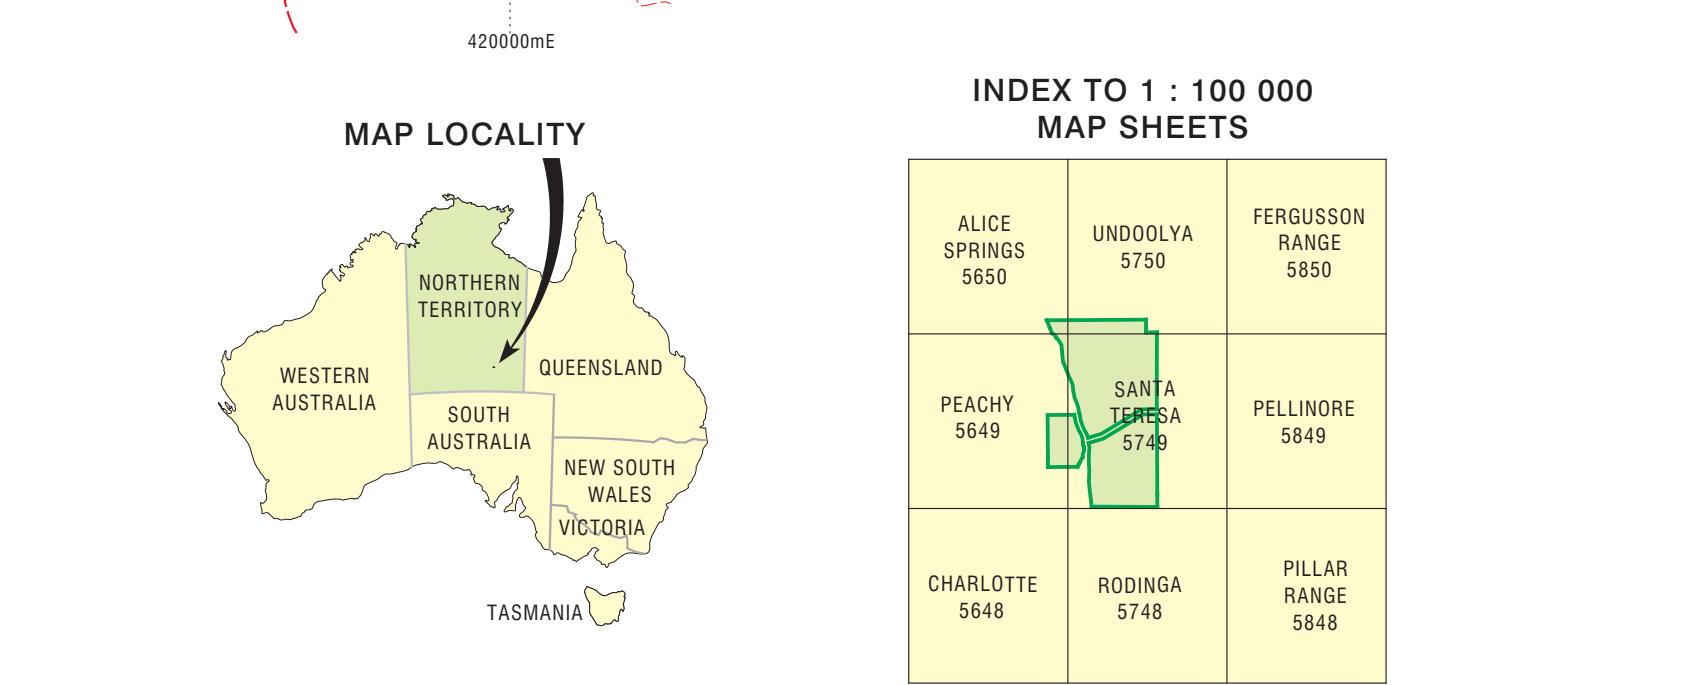 420000mE
MAP LOCALITY
NORTHERN
TERRITORY
WESTERN
AUSTRALIA
QUEENSLAND
SOUTH
AUSTRALIA
NEW SOUTH
WALES
VICTORIA
TASMANIA
INDEX TO 1 : 100 000
MAP SHEETS
ALICE
SPRINGS
5650
UNDOOLYA
5750
FERGUSSON
RANGE
5850
PEACHY
5649
SANTA
TERESA
5749
PELLINORE
5849
CHARLOTTE
5648
RODINGA
5748
PILLAR
RANGE
5848